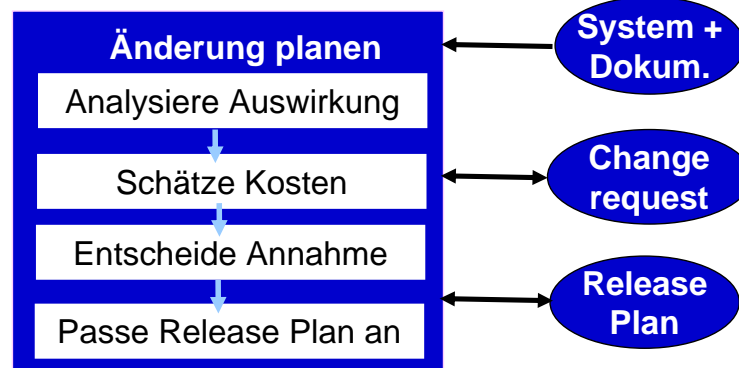 Änderung planen
Analysiere Auswirkung
Schätze Kosten
Entscheide Annahme
Passe Release Plan an
System +
Dokum.
Change
request
Release
Plan